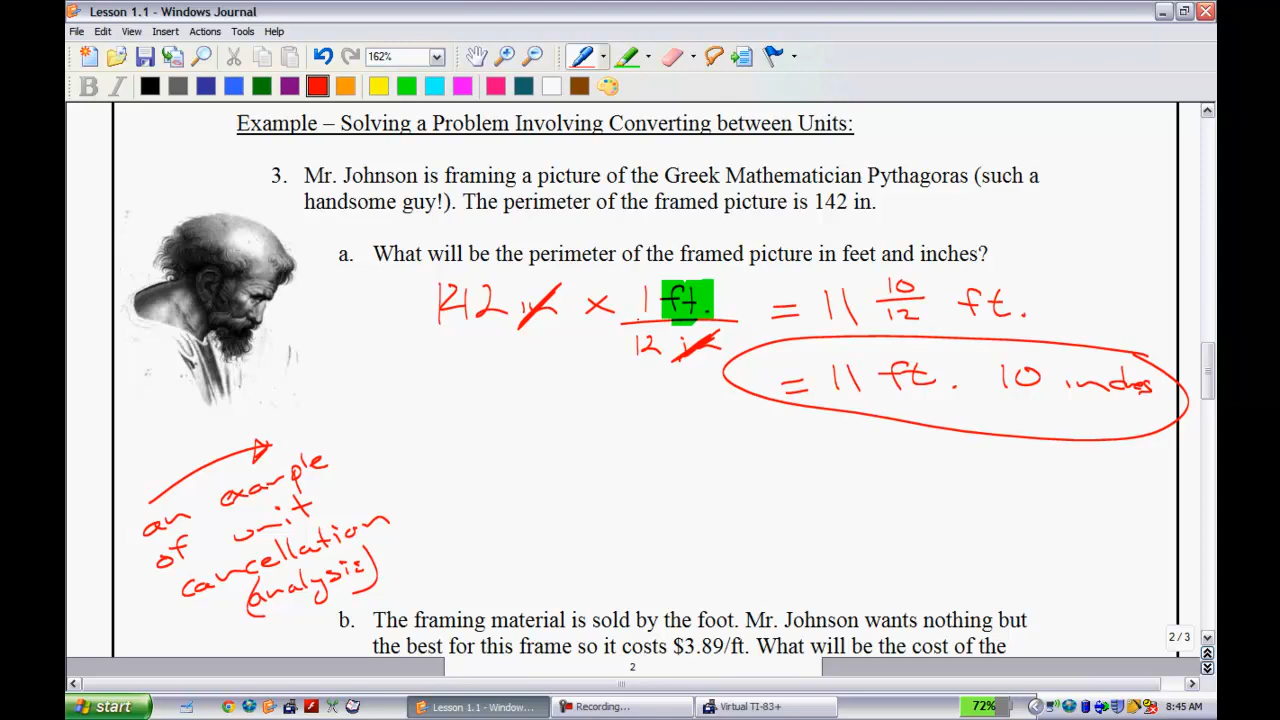 Lesson 1.1 - Windows Journal
File Edit View Insert Actions Tools Help
162%
B I
Example – Solving a Problem Involving Converting between Units:
3. Mr. Johnson is framing a picture of the Greek Mathematician Pythagoras (such a
handsome guy!). The perimeter of the framed picture is 142 in.
a. What will be the perimeter of the framed picture in feet and inches?
142 in × 1 ft. = 11 10/12 ft.
12 in
= 11 ft. 10 inches
an example
of unit
cancellation
(analysis)
b. The framing material is sold by the foot. Mr. Johnson wants nothing but
the best for this frame so it costs $3.89/ft. What will be the cost of the
2/3
2
start Lesson 1.1 - Window... Recording... Virtual TI-83+ 72% 8:45 AM